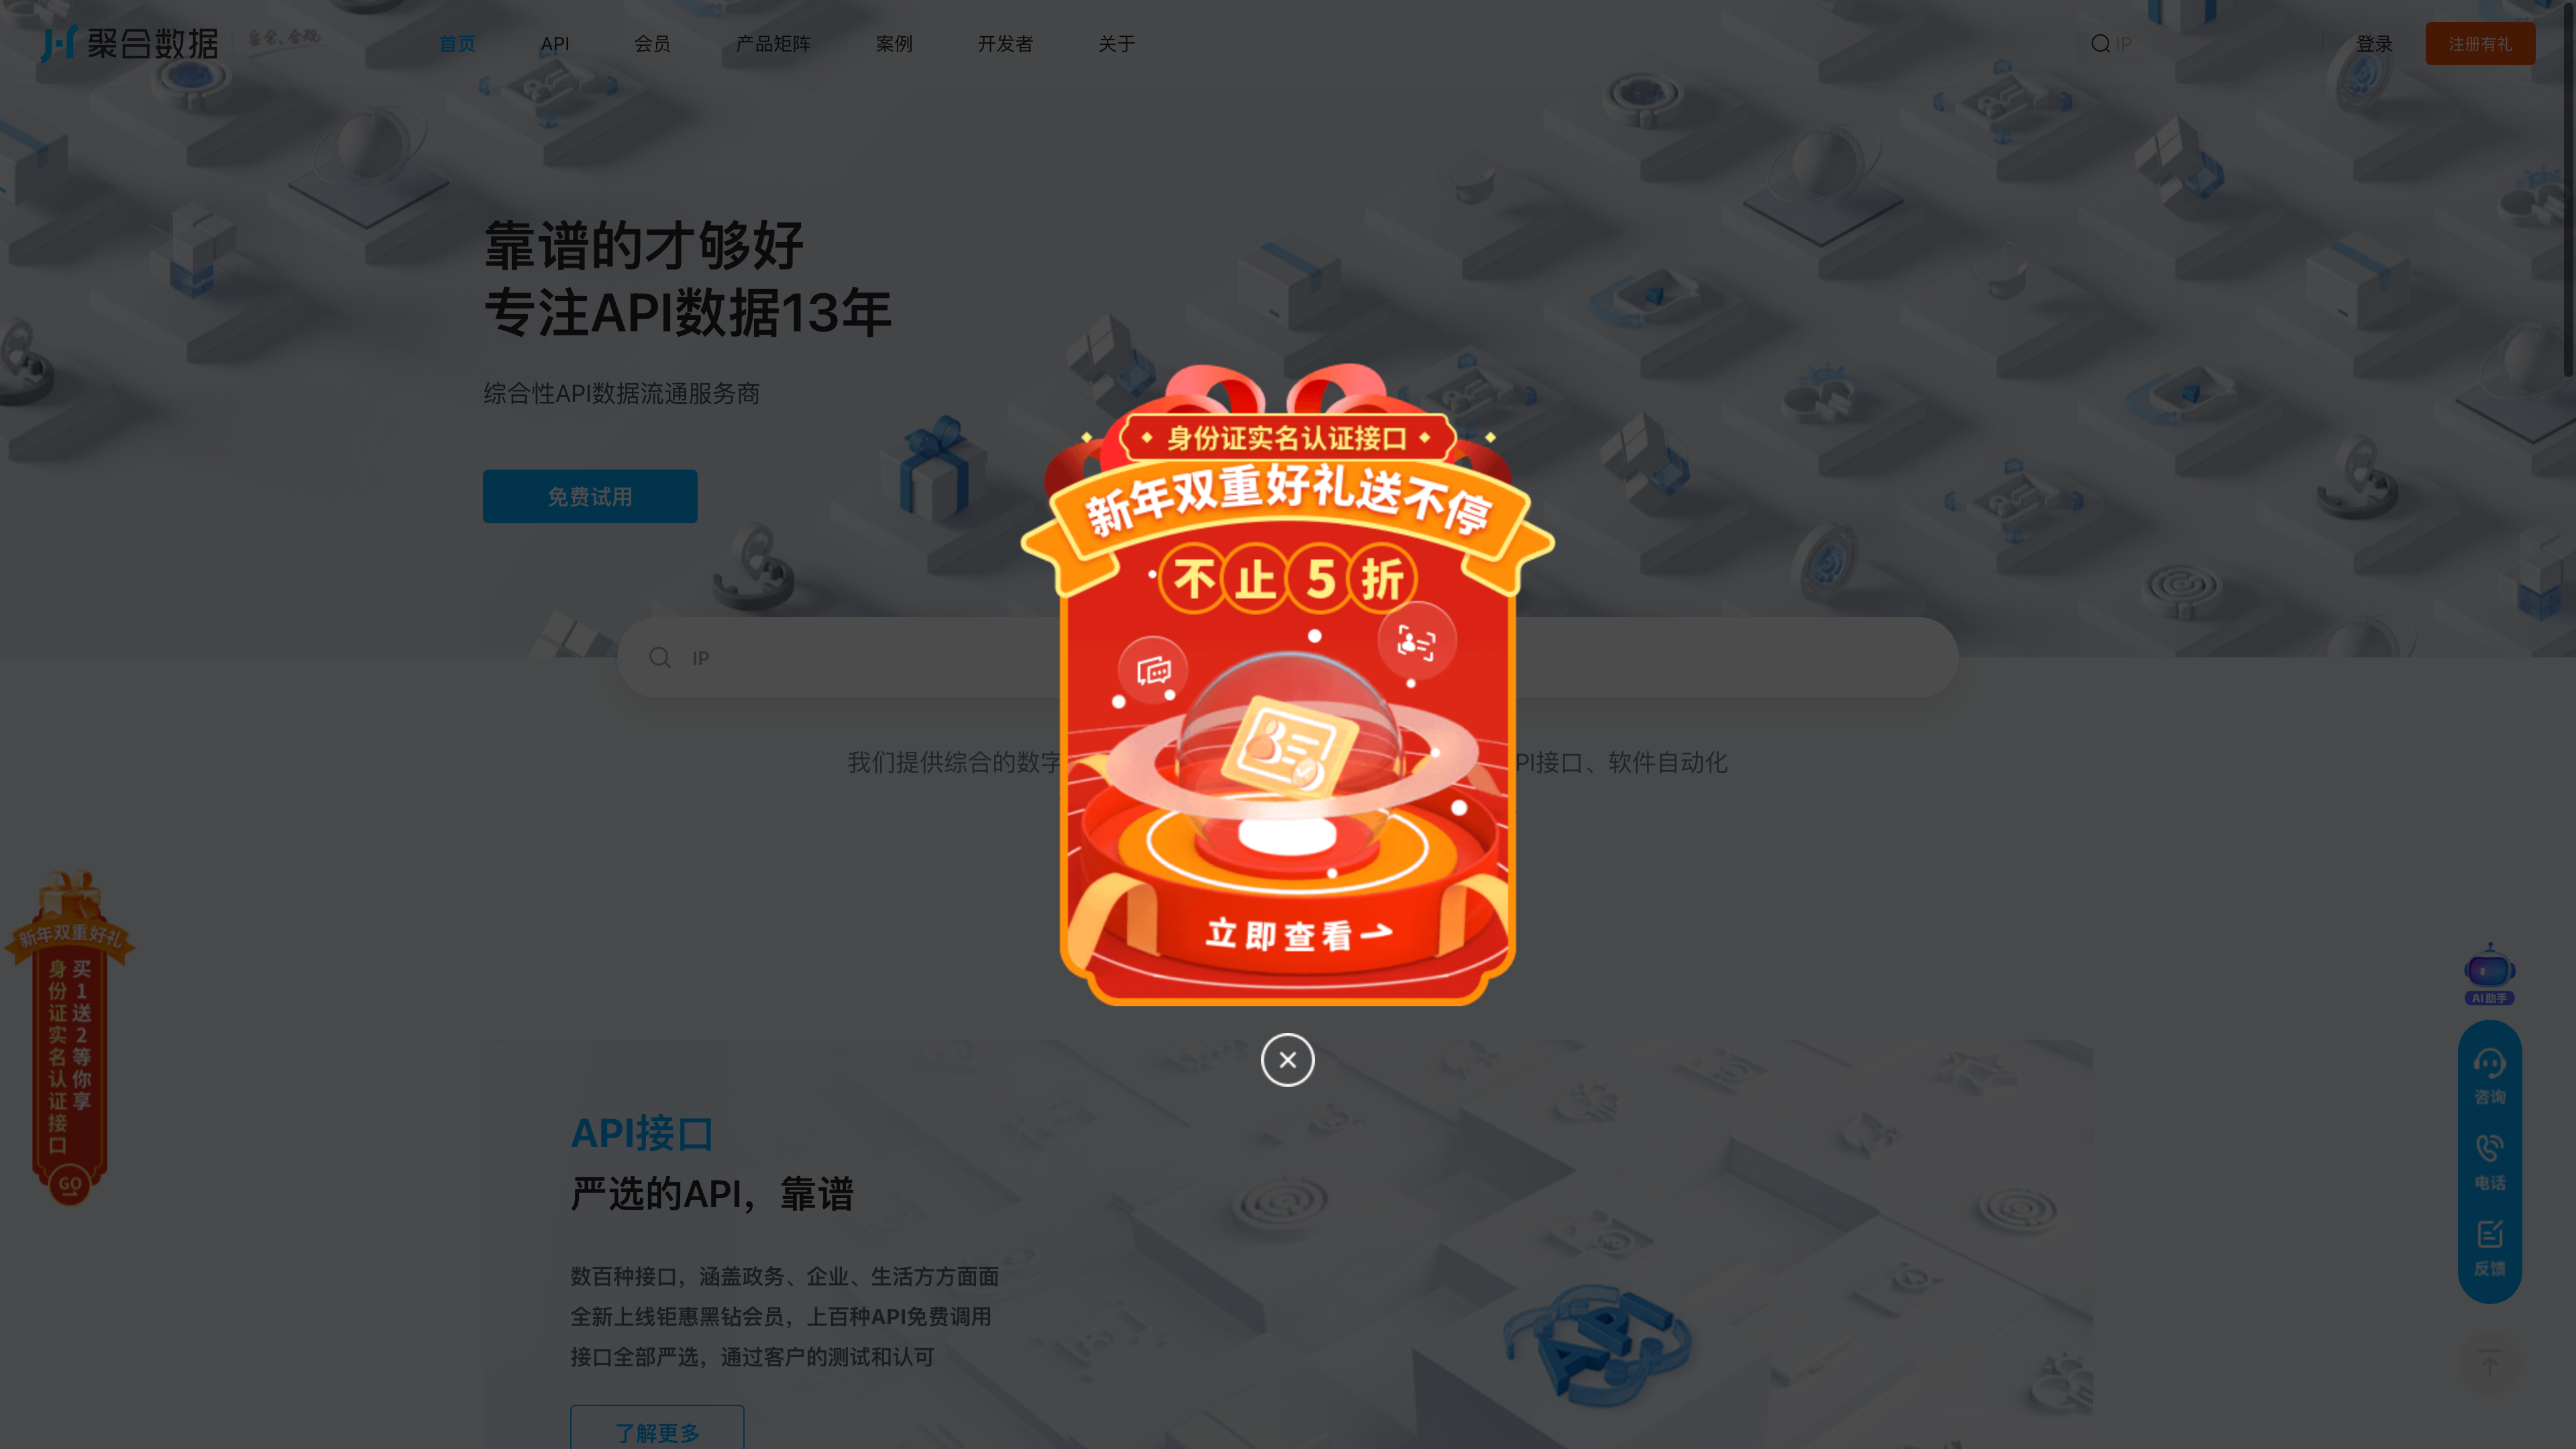 聚合数据
安全、合规
首页
API
会员
产品矩阵
案例
开发者
关于
IP
登录
注册有礼
靠谱的才够好
专注API数据13年
综合性API数据流通服务商
免费试用
身份证实名认证接口
新年双重好礼送不停
不止5折
立即查看
IP
我们提供综合的数字
PI接口、软件自动化
新年双重好礼
买1送2等你享
身份证实名认证接口
GO
AI助手
咨询
电话
反馈
API接口
严选的API，靠谱
数百种接口，涵盖政务、企业、生活方方面面
全新上线钜惠黑钻会员，上百种API免费调用
接口全部严选，通过客户的测试和认可
了解更多